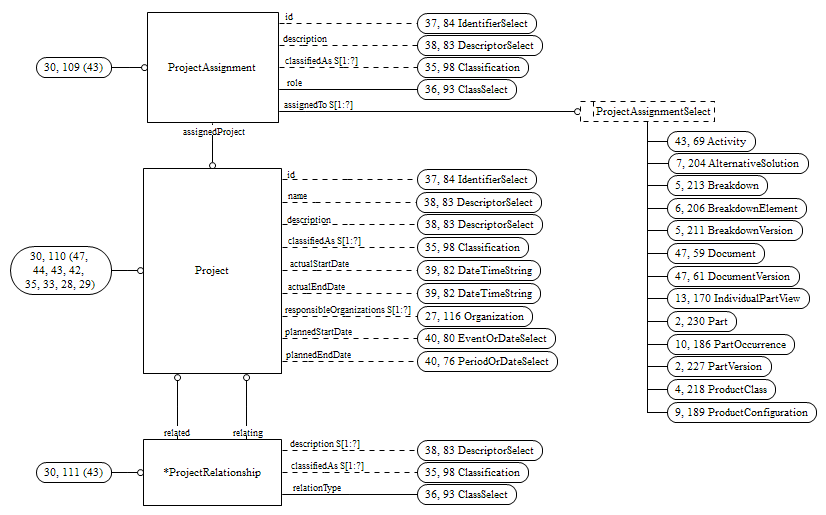 id
37, 84 IdentifierSelect
description
38, 83 DescriptorSelect
30, 109 (43)
ProjectAssignment
classifiedAs S[1:?]
35, 98 Classification
role
36, 93 ClassSelect
assignedTo S[1:?]
ProjectAssignmentSelect
assignedProject
43, 69 Activity
7, 204 AlternativeSolution
5, 213 Breakdown
6, 206 BreakdownElement
5, 211 BreakdownVersion
47, 59 Document
47, 61 DocumentVersion
13, 170 IndividualPartView
2, 230 Part
10, 186 PartOccurrence
2, 227 PartVersion
4, 218 ProductClass
9, 189 ProductConfiguration
30, 110 (47,
44, 43, 42,
35, 33, 28, 29)
Project
id
37, 84 IdentifierSelect
name
38, 83 DescriptorSelect
description
38, 83 DescriptorSelect
classifiedAs S[1:?]
35, 98 Classification
actualStartDate
39, 82 DateTimeString
actualEndDate
39, 82 DateTimeString
responsibleOrganizations S[1:?]
27, 116 Organization
plannedStartDate
40, 80 EventOrDateSelect
plannedEndDate
40, 76 PeriodOrDateSelect
related
relating
30, 111 (43)
*ProjectRelationship
description S[1:?]
38, 83 DescriptorSelect
classifiedAs S[1:?]
35, 98 Classification
relationType
36, 93 ClassSelect